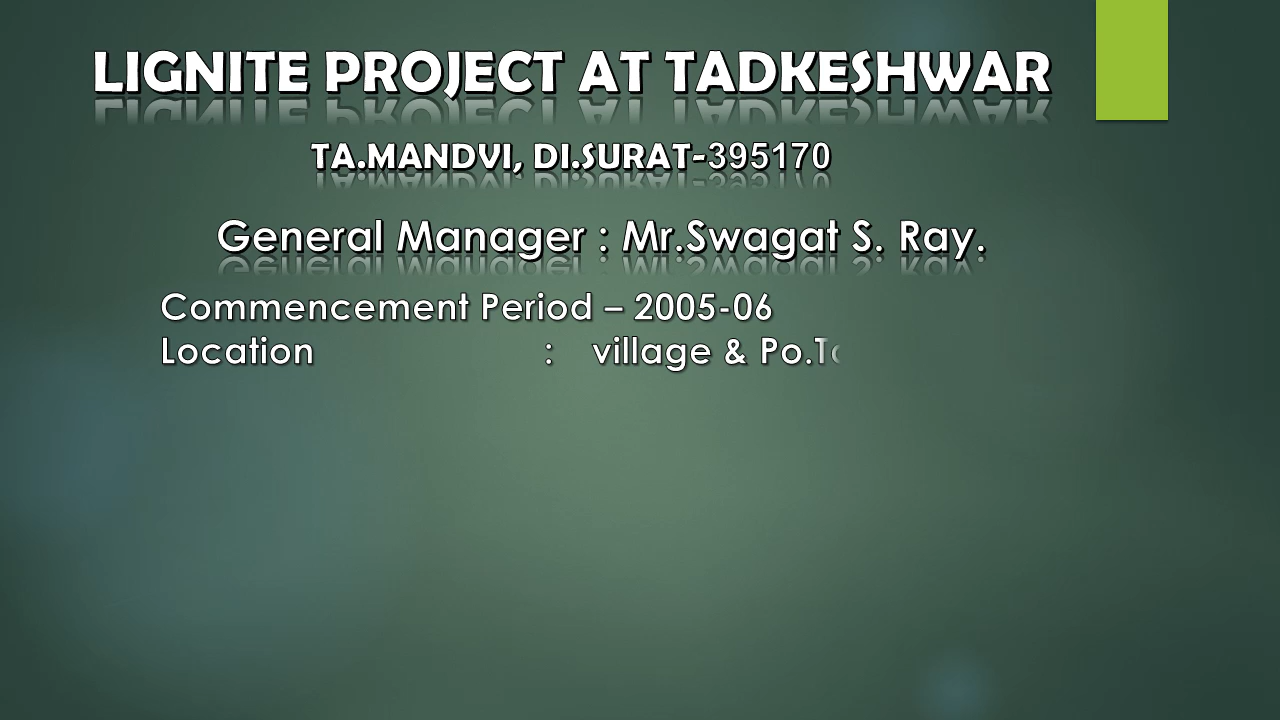 LIGNITE PROJECT AT TADKESHWAR
TA.MANDVI, DI.SURAT-395170
General Manager : Mr.Swagat S. Ray.
Commencement Period – 2005-06
Location : village & Po.